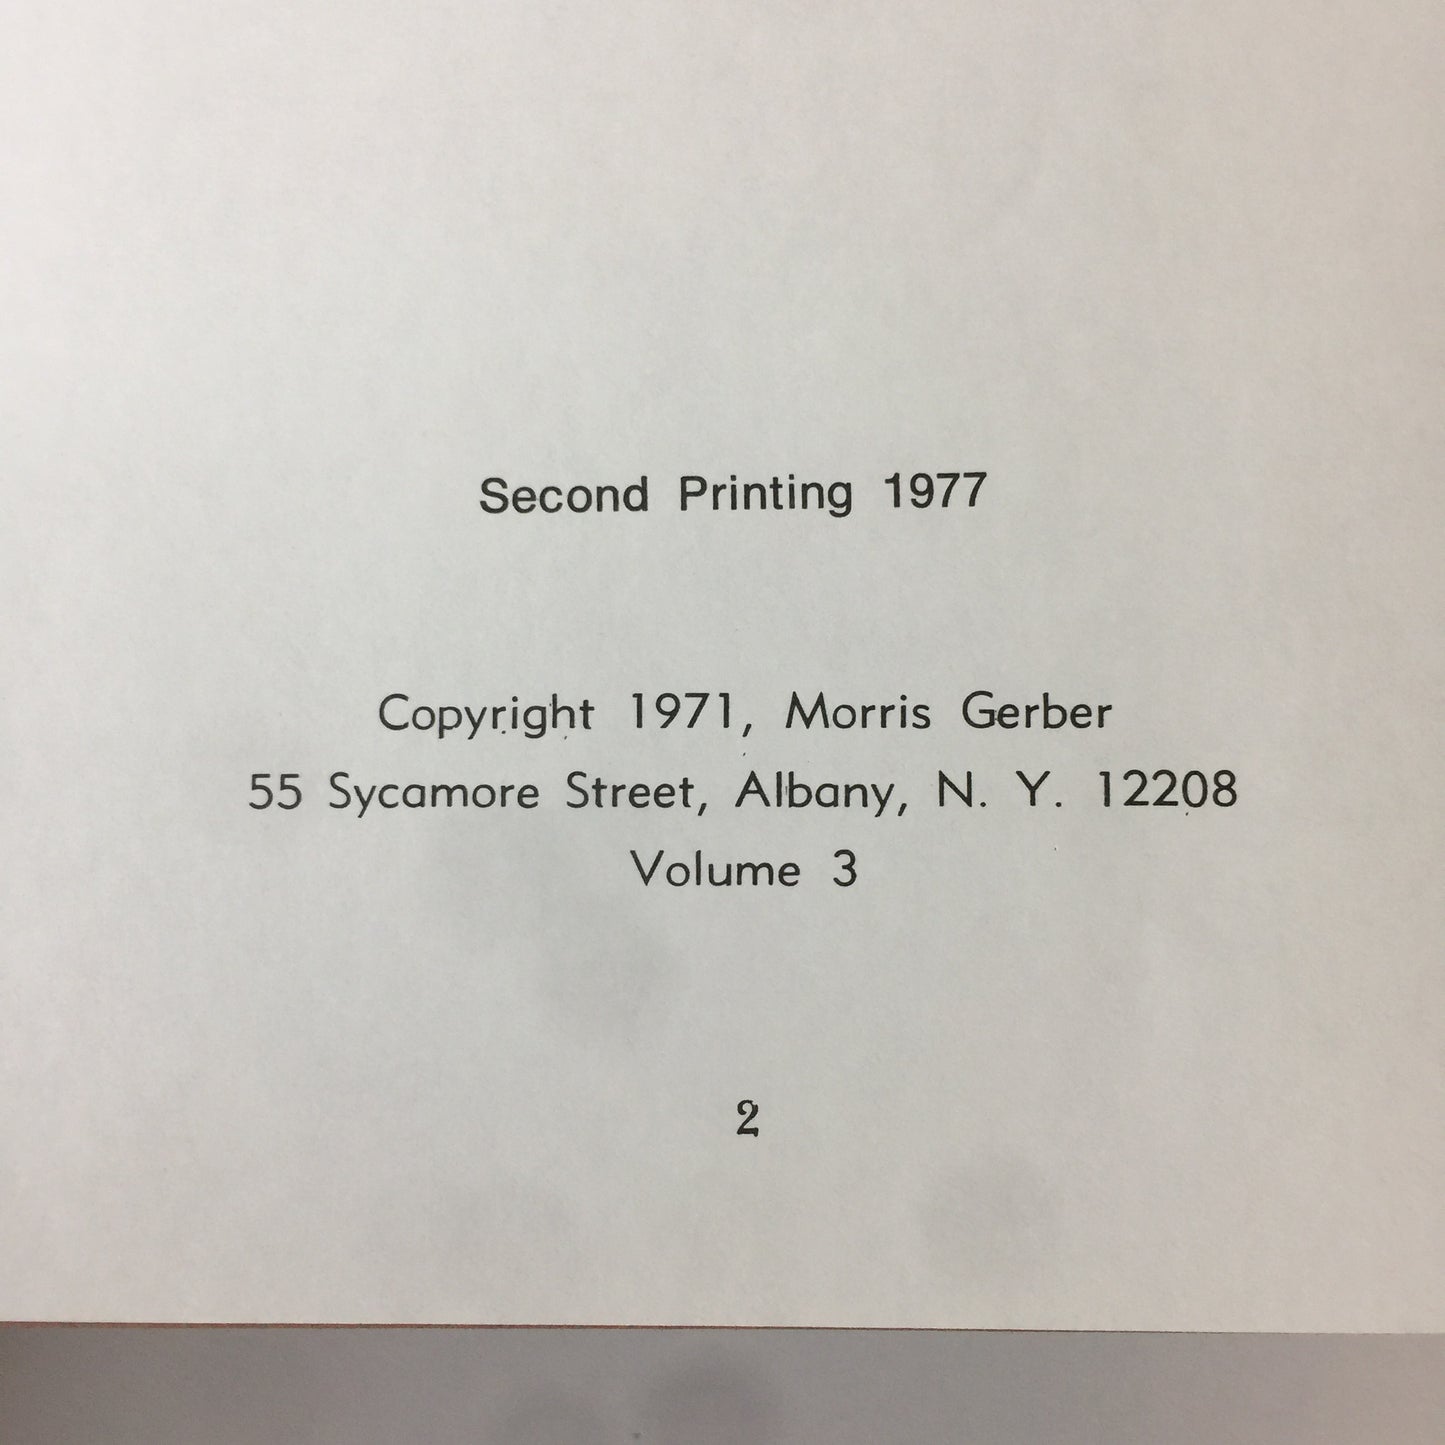 Second Printing 1977
Copyright 1971, Morris Gerber
55 Sycamore Street, Albany, N. Y. 12208
Volume 3
2